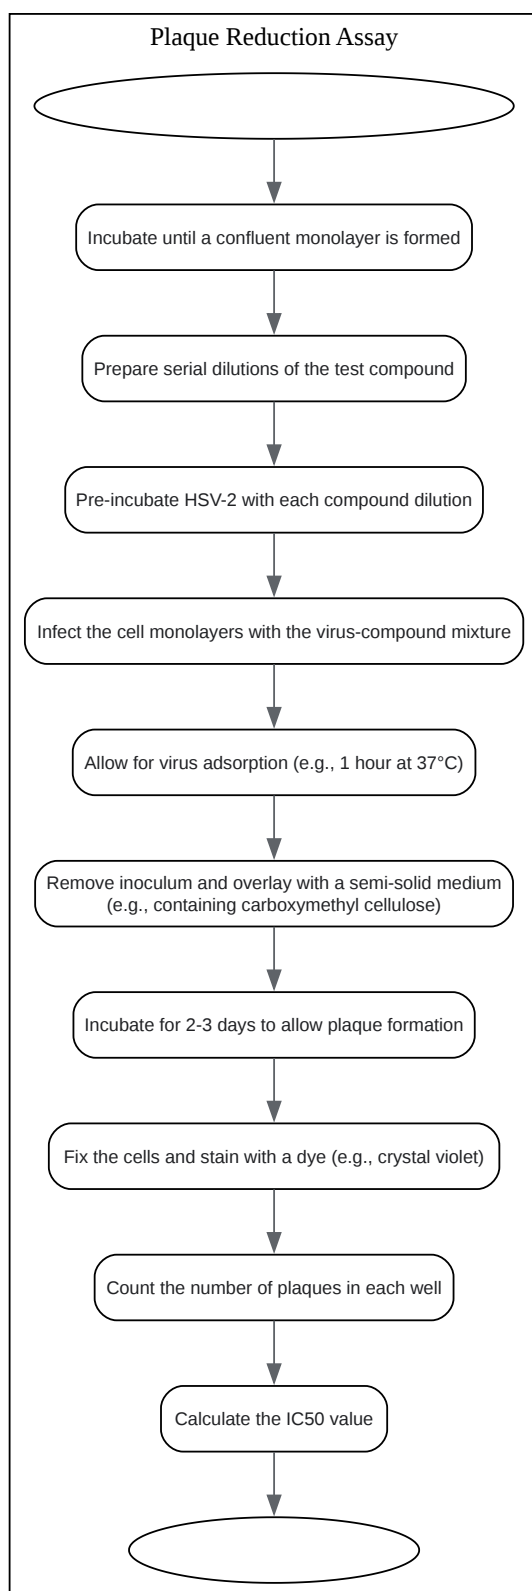 Plaque Reduction Assay
Incubate until a confluent monolayer is formed
Prepare serial dilutions of the test compound
Pre-incubate HSV-2 with each compound dilution
Infect the cell monolayers with the virus-compound mixture
Allow for virus adsorption (e.g., 1 hour at 37°C)
Remove inoculum and overlay with a semi-solid medium
(e.g., containing carboxymethyl cellulose)
Incubate for 2-3 days to allow plaque formation
Fix the cells and stain with a dye (e.g., crystal violet)
Count the number of plaques in each well
Calculate the IC50 value